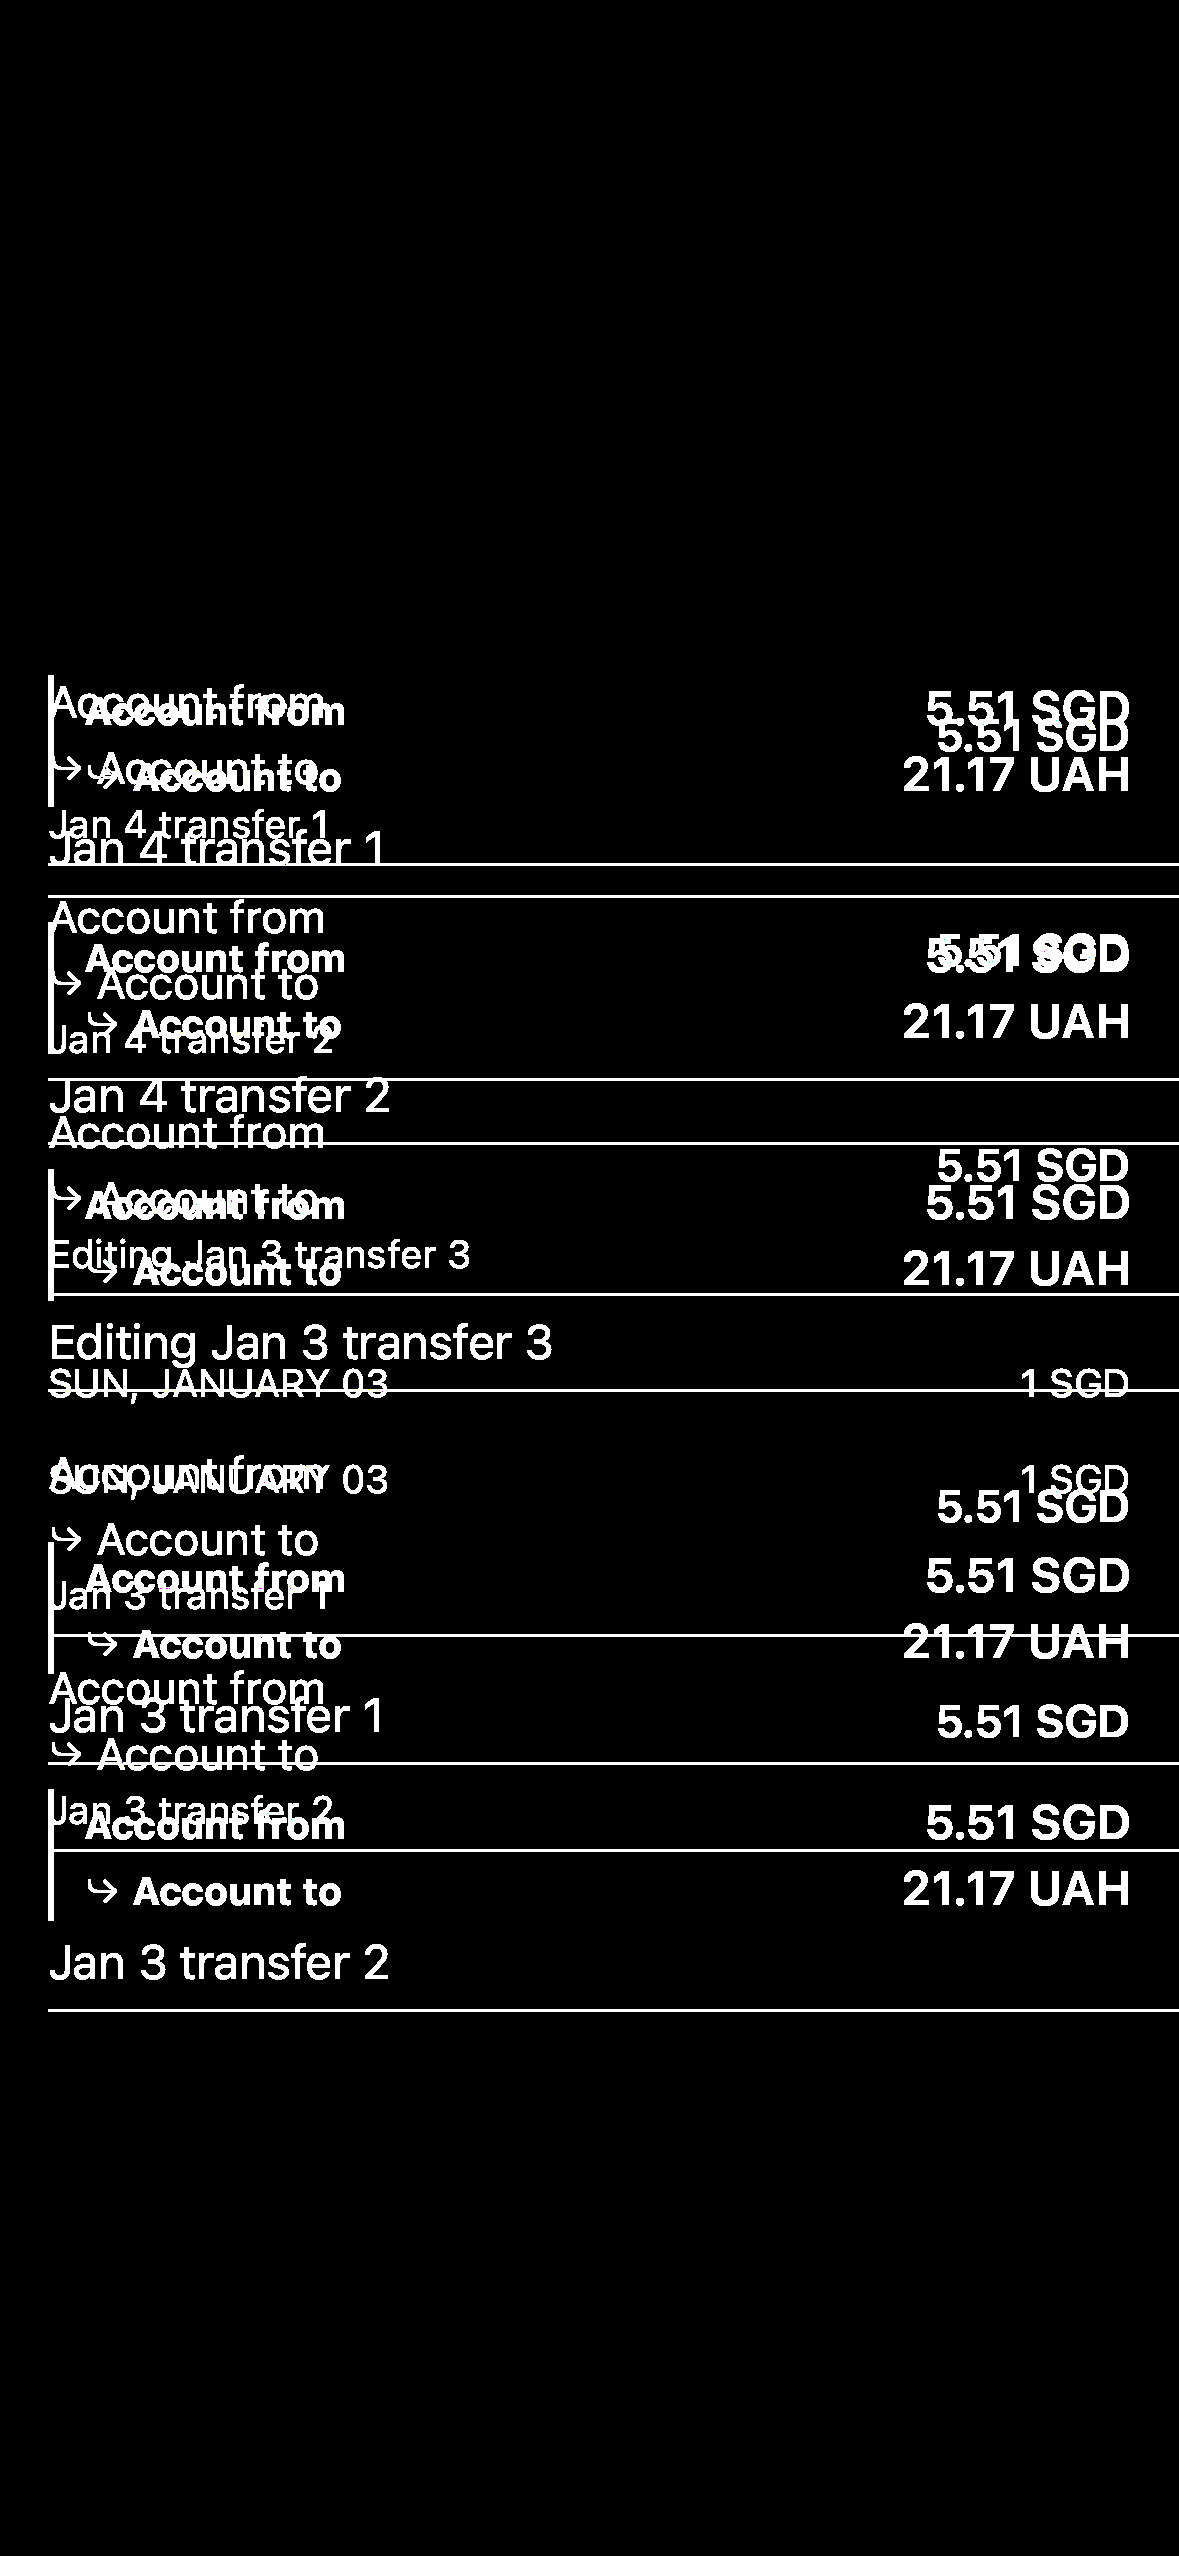 Account from
5.51 SGD
Account from
5.51 SGD
↪ Account to
21.17 UAH
↪ Account to
Jan 4 transfer 1
Jan 4 transfer 1
Account from
5.51 SGD
Account from
5.51 SGD
↪ Account to
↪ Account to
21.17 UAH
Jan 4 transfer 2
Jan 4 transfer 2
Account from
5.51 SGD
↪ Account to
Account from
5.51 SGD
Editing Jan 3 transfer 3
↪ Account to
21.17 UAH
Editing Jan 3 transfer 3
SUN, JANUARY 03
1 SGD
Account from
SUN, JANUARY 03
1 SGD
5.51 SGD
↪ Account to
Account from
5.51 SGD
Jan 3 transfer 1
↪ Account to
21.17 UAH
Account from
Jan 3 transfer 1
5.51 SGD
↪ Account to
Jan 3 transfer 2
Account from
5.51 SGD
↪ Account to
21.17 UAH
Jan 3 transfer 2